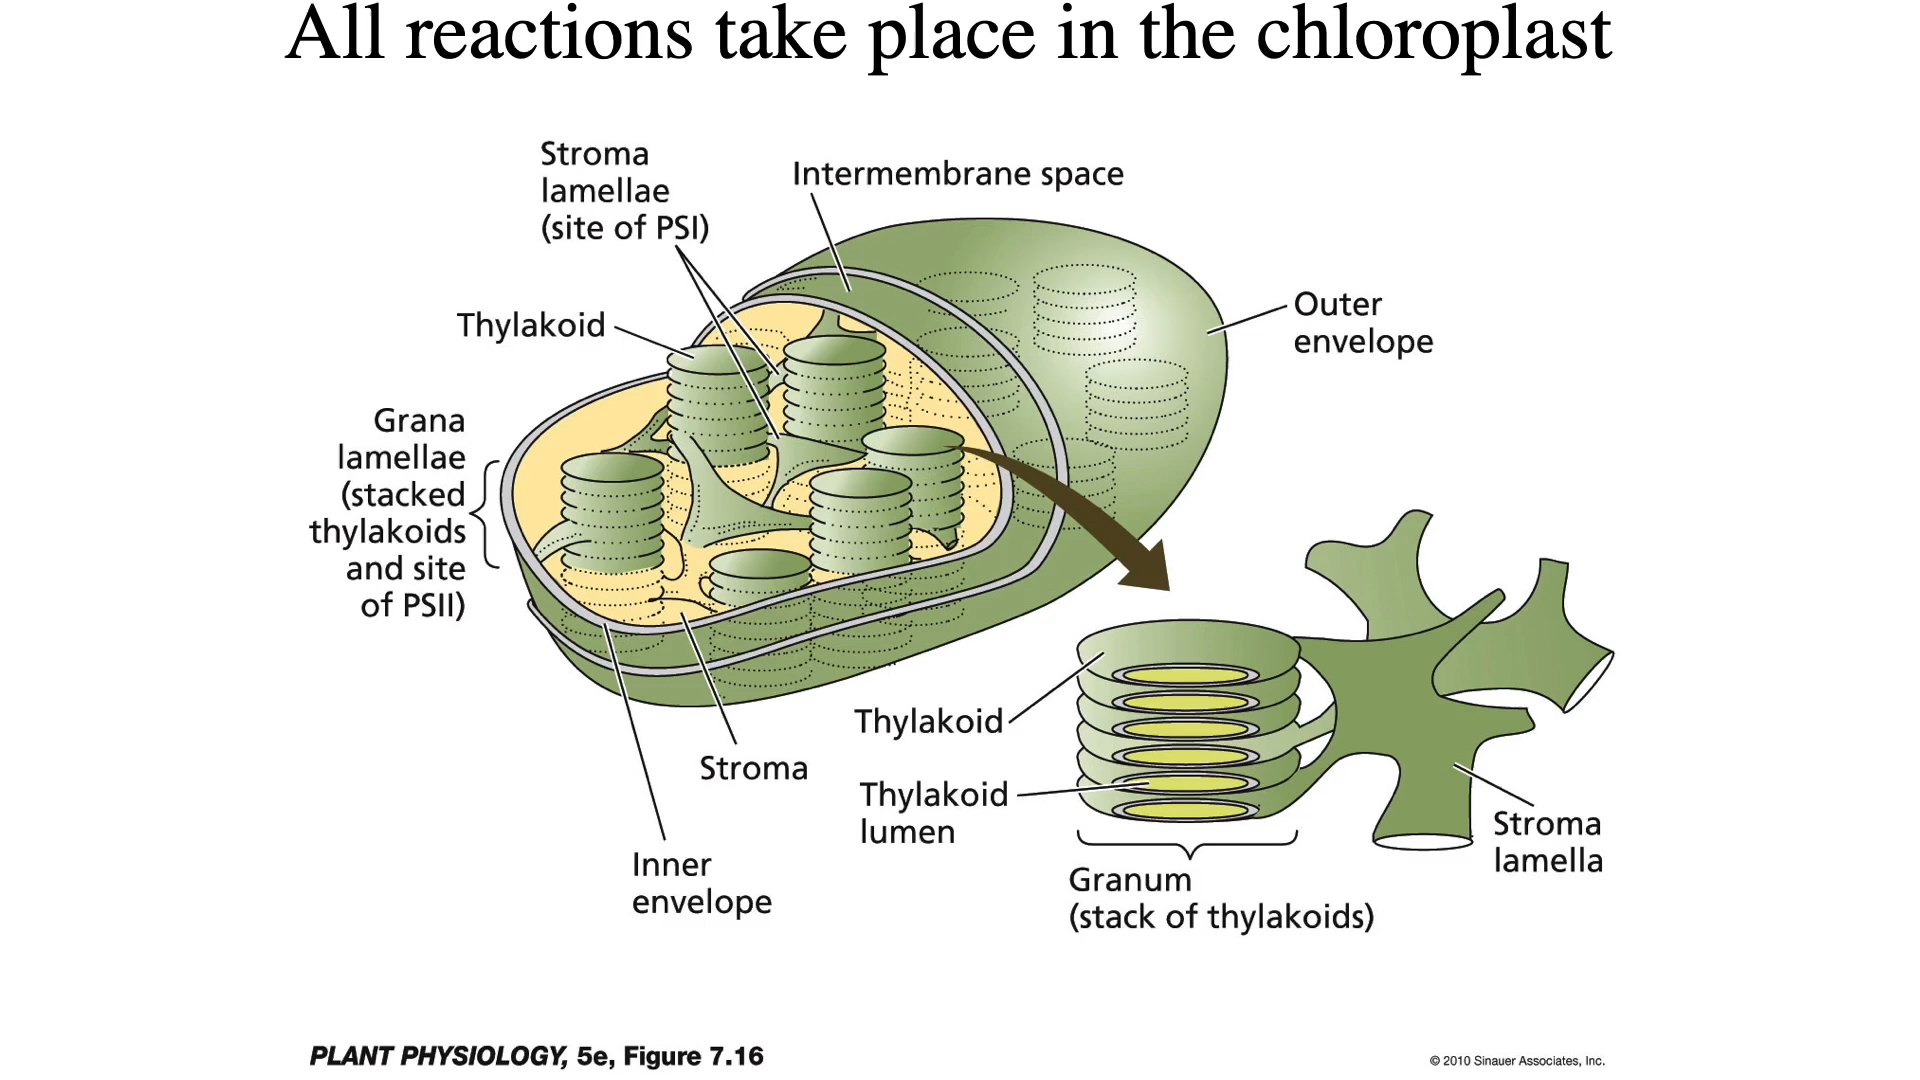 All reactions take place in the chloroplast
Stroma
lamellae
(site of PSI)
Intermembrane space
Thylakoid
Outer
envelope
Grana
lamellae
(stacked
thylakoids
and site
of PSII)
Thylakoid
Stroma
Thylakoid
lumen
Stroma
lamella
Inner
envelope
Granum
(stack of thylakoids)
PLANT PHYSIOLOGY, 5e, Figure 7.16
© 2010 Sinauer Associates, Inc.